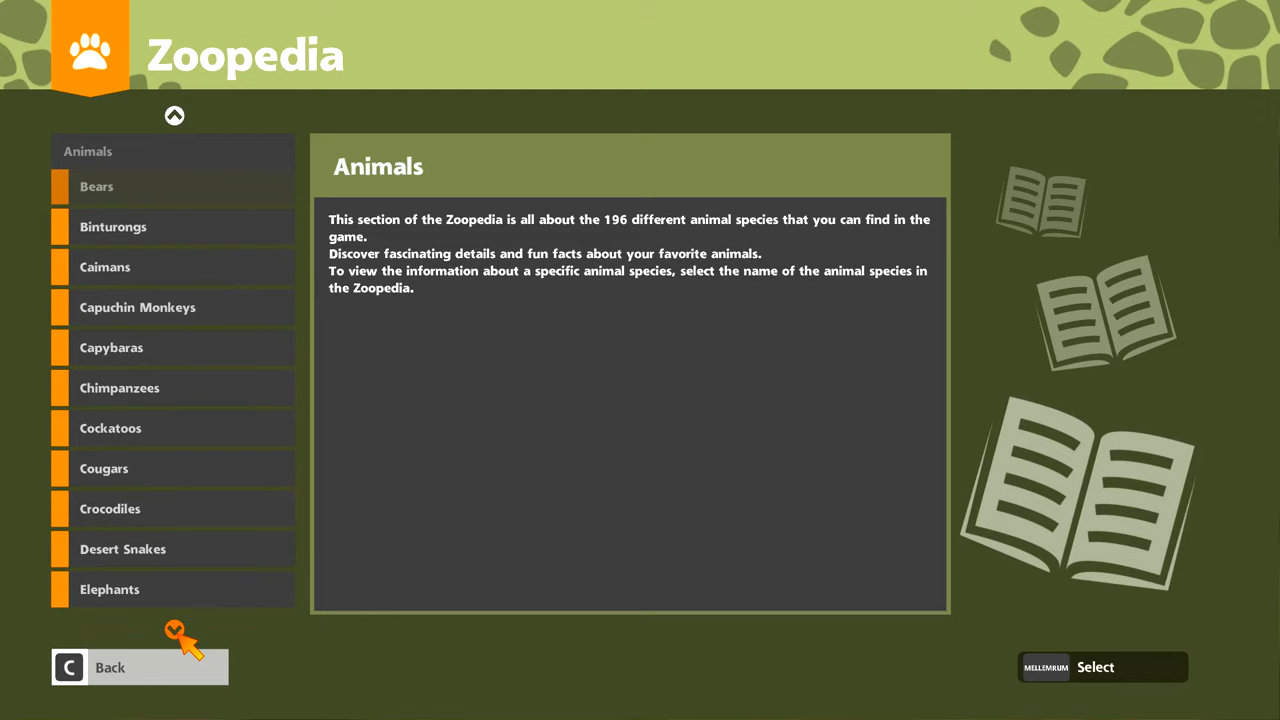 Zoopedia
Animals
Bears
Binturongs
Caimans
Capuchin Monkeys
Capybaras
Chimpanzees
Cockatoos
Cougars
Crocodiles
Desert Snakes
Elephants
C Back
Animals
This section of the Zoopedia is all about the 196 different animal species that you can find in the
game.
Discover fascinating details and fun facts about your favorite animals.
To view the information about a specific animal species, select the name of the animal species in
the Zoopedia.
MELLEMRUM Select